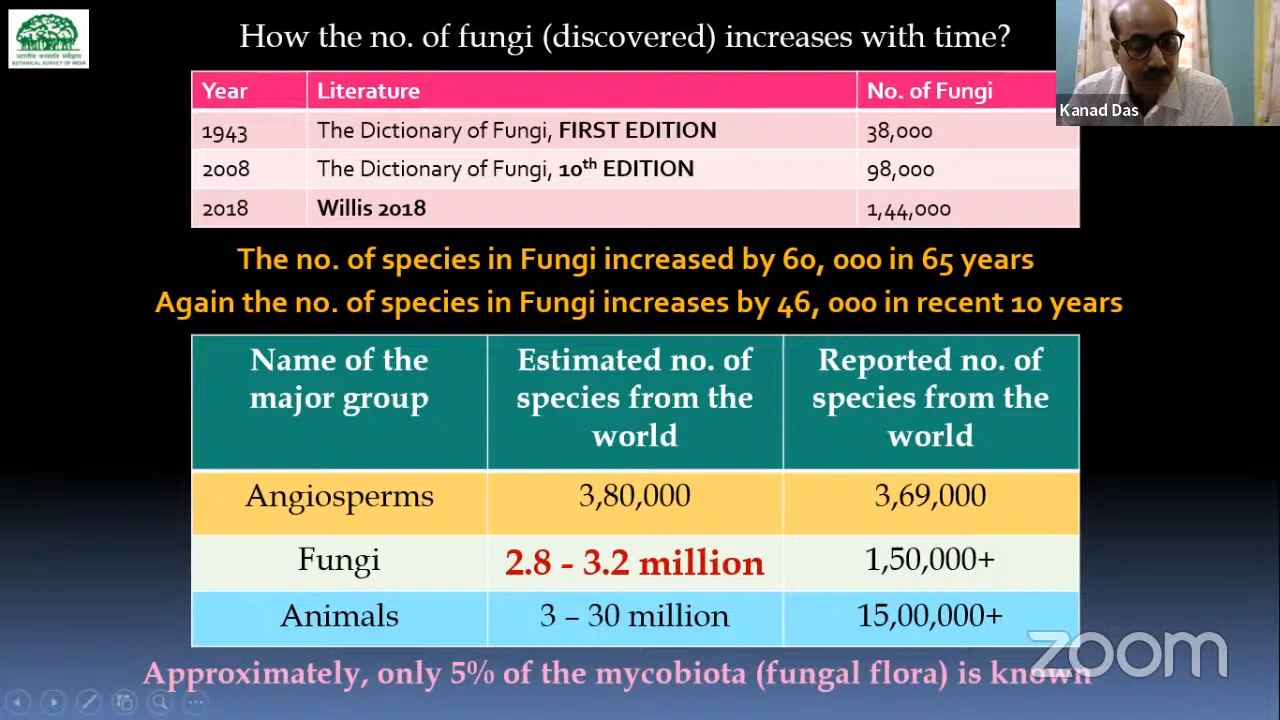 How the no. of fungi (discovered) increases with time?
Year Literature No. of Fungi
1943 The Dictionary of Fungi, FIRST EDITION 38,000
2008 The Dictionary of Fungi, 10th EDITION 98,000
2018 Willis 2018 1,44,000
Kanad Das
The no. of species in Fungi increased by 60, 000 in 65 years
Again the no. of species in Fungi increases by 46, 000 in recent 10 years
Name of the major group
Estimated no. of species from the world
Reported no. of species from the world
Angiosperms 3,80,000 3,69,000
Fungi 2.8 - 3.2 million 1,50,000+
Animals 3 – 30 million 15,00,000+
zoom
Approximately, only 5% of the mycobiota (fungal flora) is known
BOTANICAL SURVEY OF INDIA